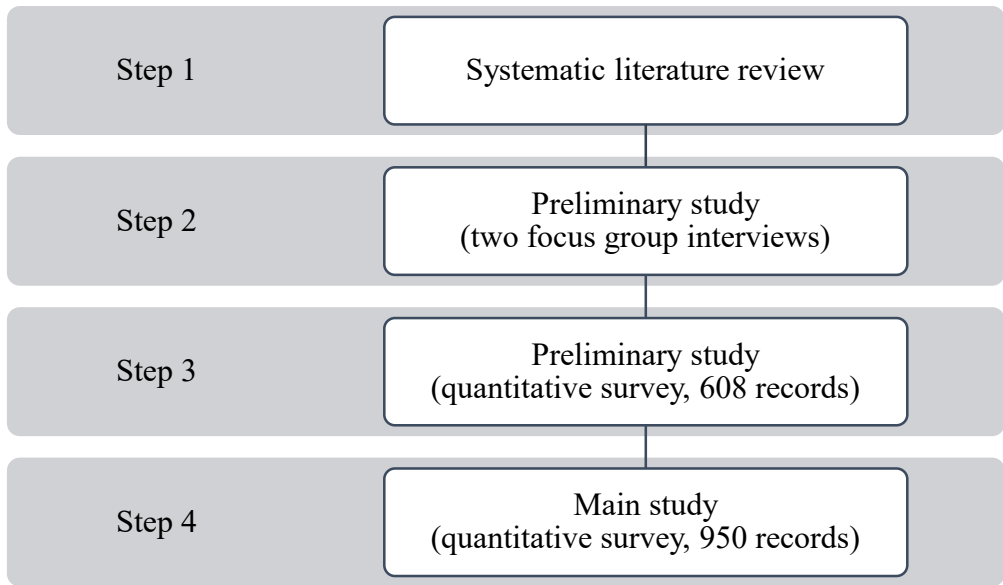 Step 1
Systematic literature review
Step 2
Preliminary study
(two focus group interviews)
Step 3
Preliminary study
(quantitative survey, 608 records)
Step 4
Main study
(quantitative survey, 950 records)